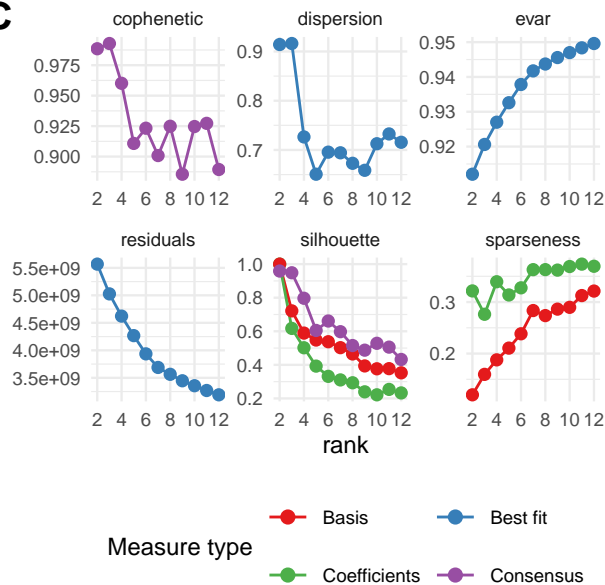 C
cophenetic dispersion evar
0.975
0.950
0.925
0.900
2 4 6 8 10 12
0.9
0.8
0.7
2 4 6 8 10 12
0.95
0.94
0.93
0.92
2 4 6 8 10 12
residuals silhouette sparseness
5.5e+09
5.0e+09
4.5e+09
4.0e+09
3.5e+09
2 4 6 8 10 12
1.0
0.8
0.6
0.4
0.2
2 4 6 8 10 12
0.3
0.2
2 4 6 8 10 12
rank
Measure type
Basis
Best fit
Coefficients
Consensus